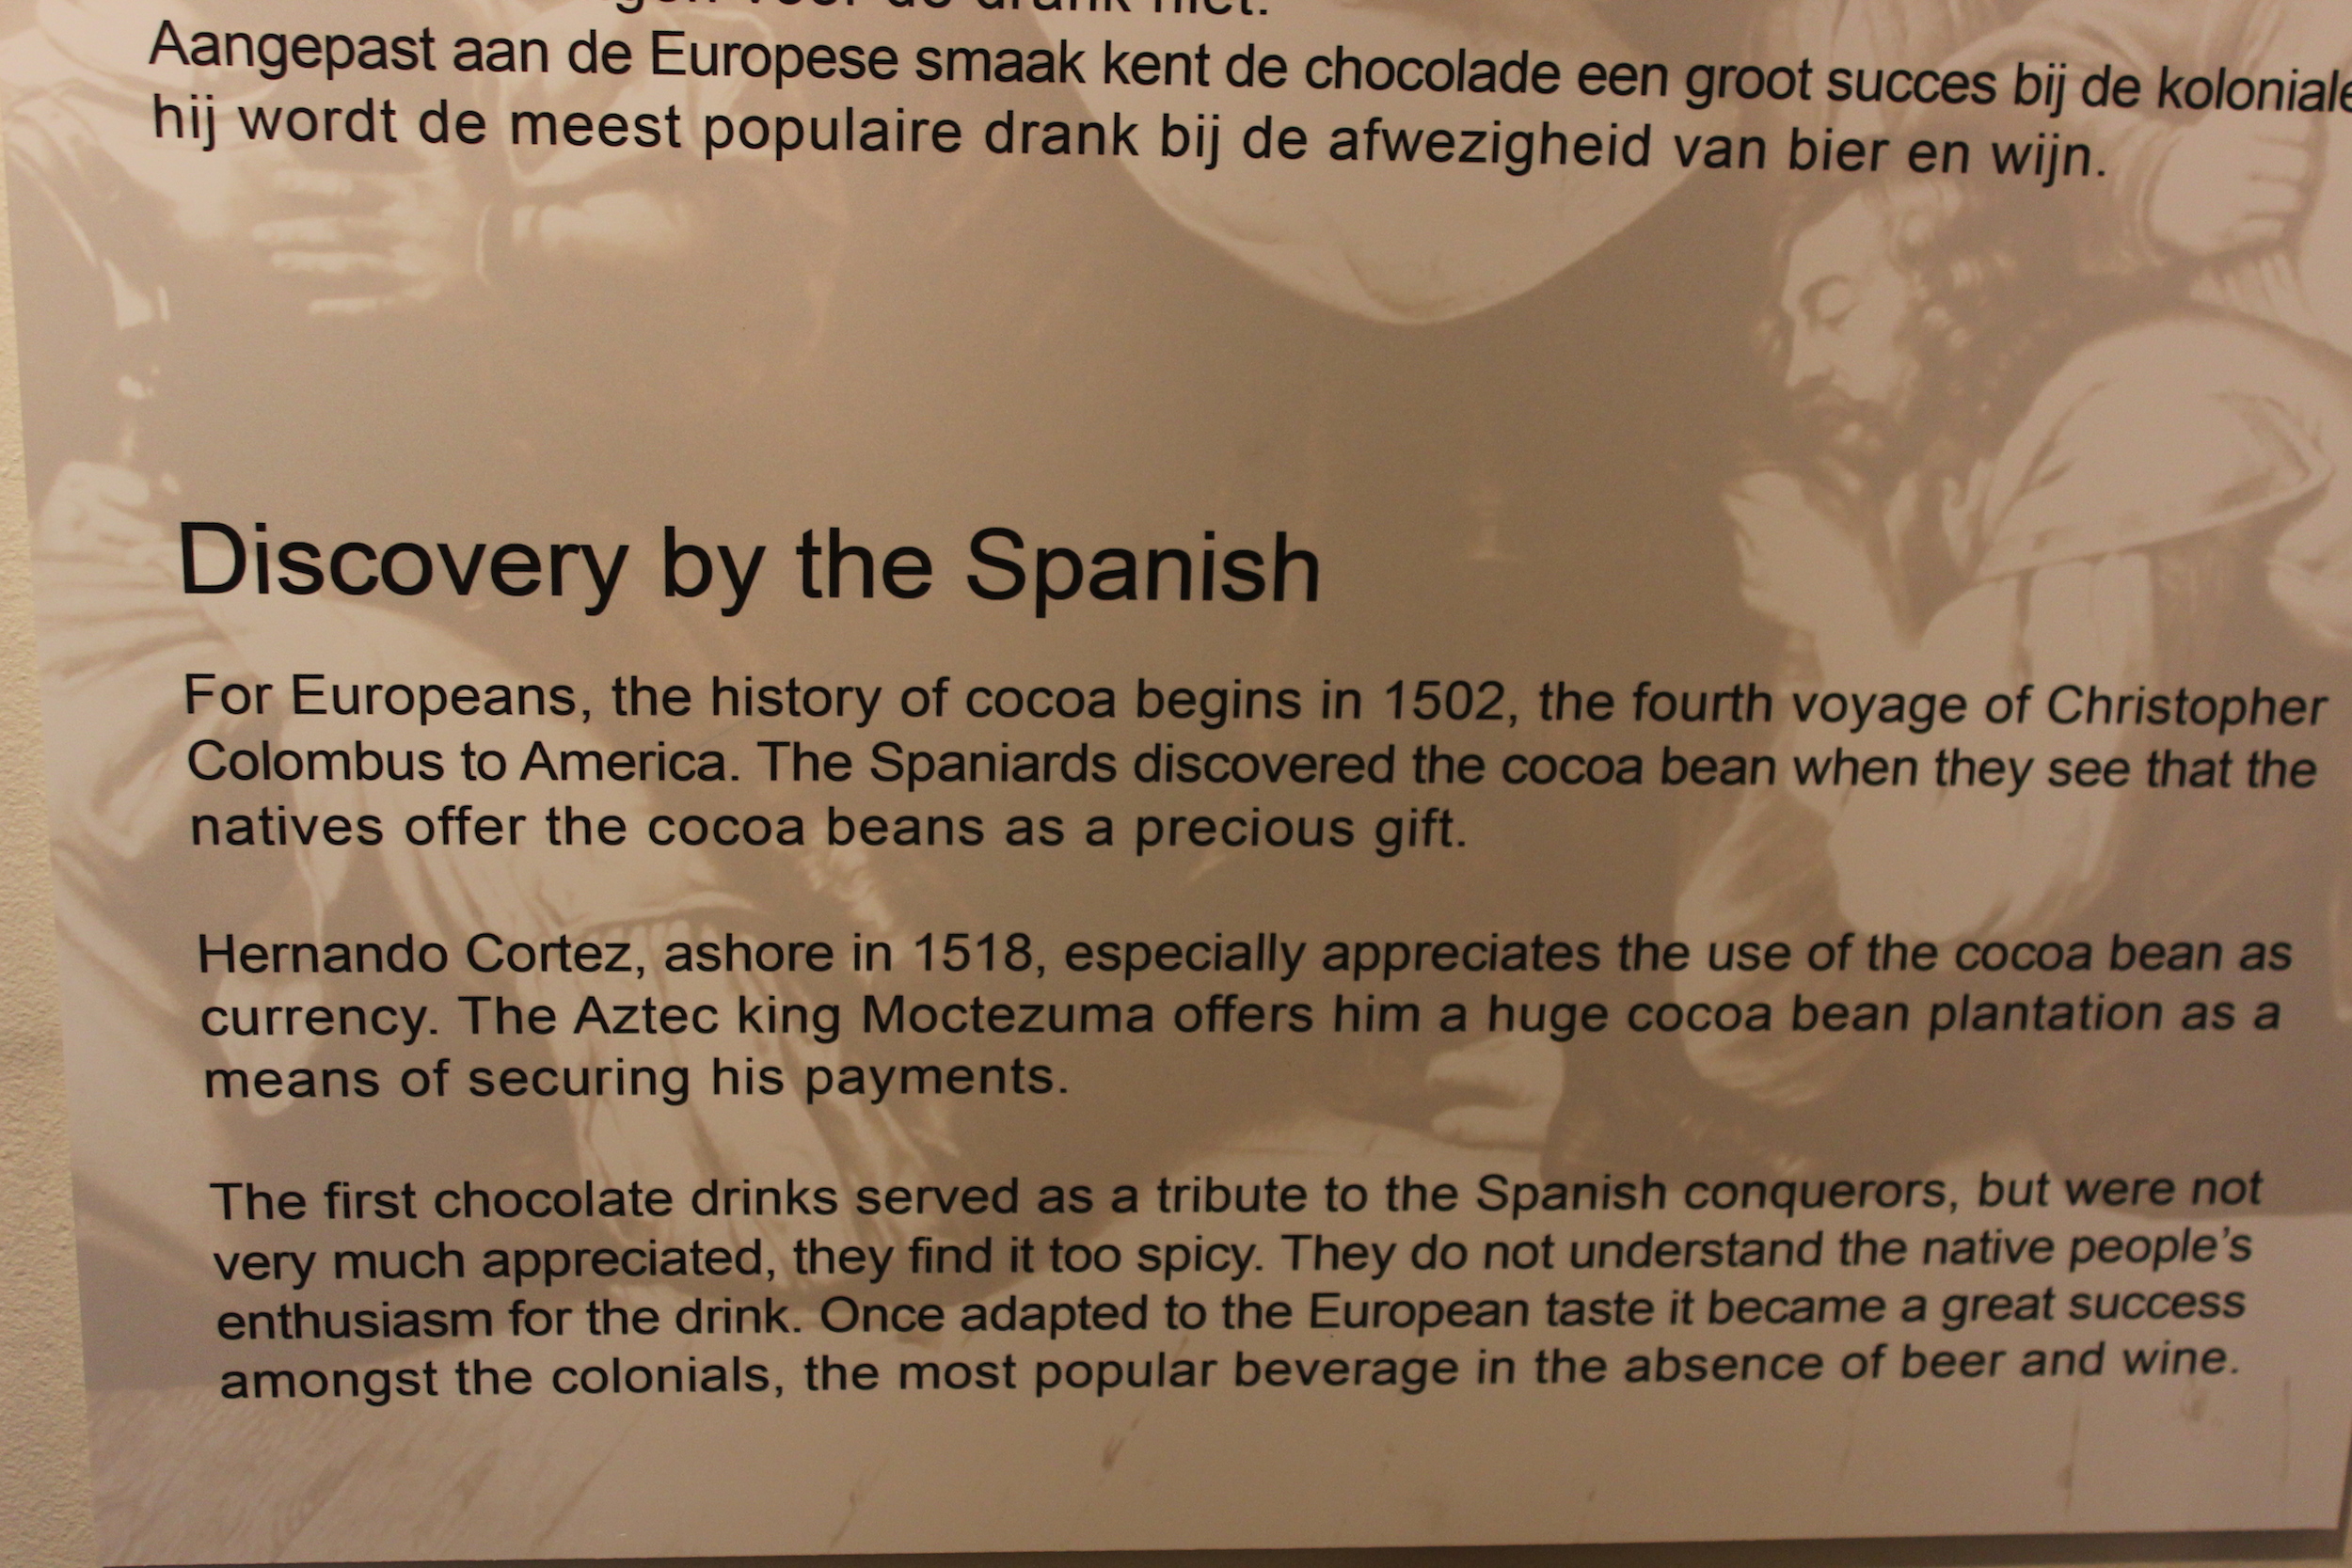 voor de drank niet.
Aangepast aan de Europese smaak kent de chocolade een groot succes bij de koloniale
hij wordt de meest populaire drank bij de afwezigheid van bier en wijn.
Discovery by the Spanish
For Europeans, the history of cocoa begins in 1502, the fourth voyage of Christopher
Colombus to America. The Spaniards discovered the cocoa bean when they see that the
natives offer the cocoa beans as a precious gift.
Hernando Cortez, ashore in 1518, especially appreciates the use of the cocoa bean as
currency. The Aztec king Moctezuma offers him a huge cocoa bean plantation as a
means of securing his payments.
The first chocolate drinks served as a tribute to the Spanish conquerors, but were not
very much appreciated, they find it too spicy. They do not understand the native people's
enthusiasm for the drink. Once adapted to the European taste it became a great success
amongst the colonials, the most popular beverage in the absence of beer and wine.